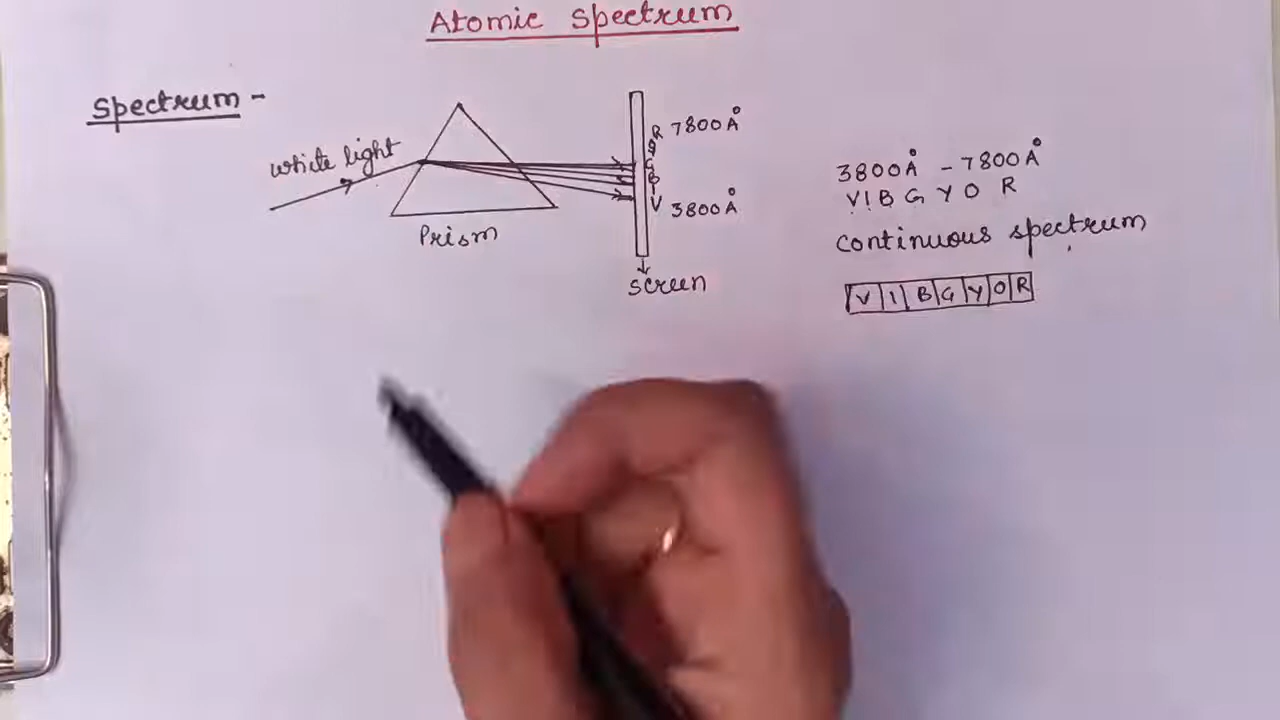 Atomic Spectrum
Spectrum -
white light
Prism
R 7800 Å
O
Y
G
B
I
V 3800 Å
screen
3800 Å - 7800 Å
V I B G Y O R
continuous spectrum
V I B G Y O R